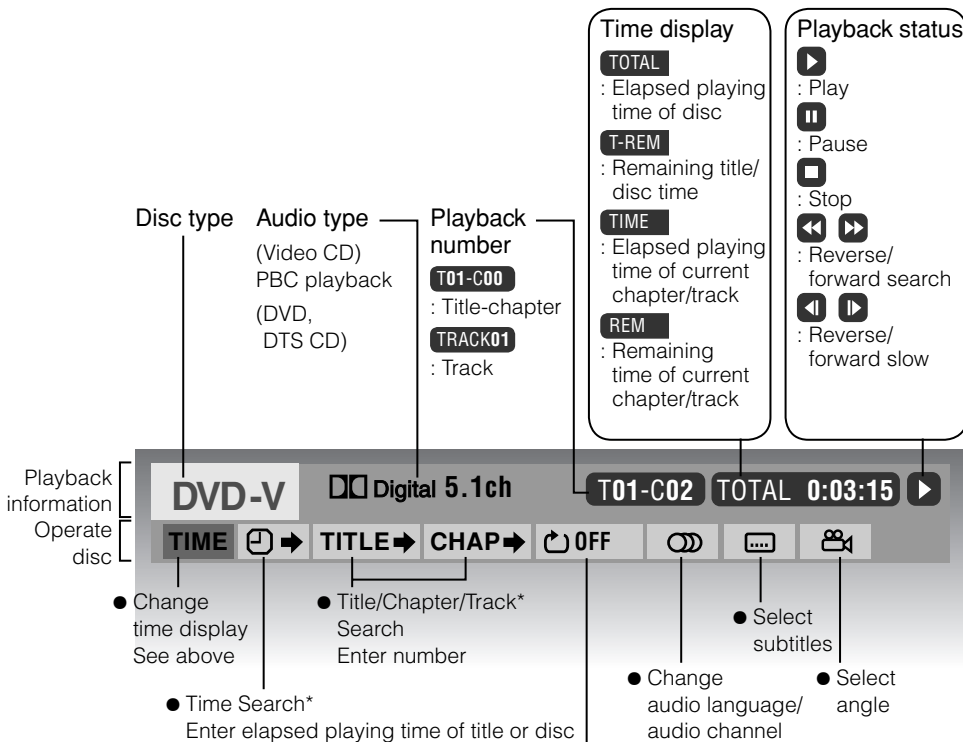 Time display
TOTAL
: Elapsed playing
time of disc
T-REM
: Remaining title/
disc time
TIME
: Elapsed playing
time of current
chapter/track
REM
: Remaining
time of current
chapter/track
Playback status
: Play
: Pause
: Stop
: Reverse/
forward search
: Reverse/
forward slow
Disc type
Audio type
(Video CD)
PBC playback
(DVD,
DTS CD)
Playback
number
T01-C00
: Title-chapter
TRACK01
: Track
Playback
information
DVD-V
Digital 5.1ch
T01-C02
TOTAL 0:03:15
Operate
disc
TIME
TITLE
CHAP
OFF
● Change
time display
See above
● Title/Chapter/Track*
Search
Enter number
● Select
subtitles
● Time Search*
Enter elapsed playing time of title or disc
● Change
audio language/
audio channel
● Select
angle